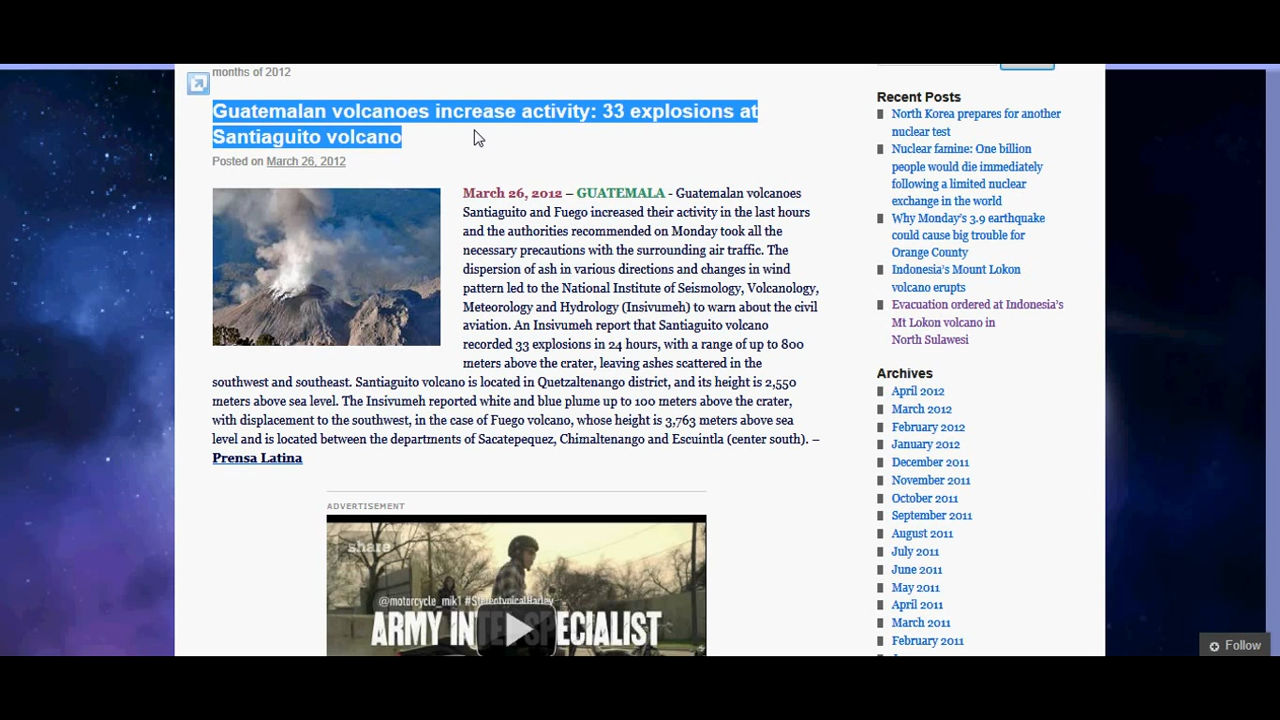 months of 2012
Guatemalan volcanoes increase activity: 33 explosions at
Santiaguito volcano
Posted on March 26, 2012
March 26, 2012 – GUATEMALA - Guatemalan volcanoes
Santiaguito and Fuego increased their activity in the last hours
and the authorities recommended on Monday took all the
necessary precautions with the surrounding air traffic. The
dispersion of ash in various directions and changes in wind
pattern led to the National Institute of Seismology, Volcanology,
Meteorology and Hydrology (Insivumeh) to warn about the civil
aviation. An Insivumeh report that Santiaguito volcano
recorded 33 explosions in 24 hours, with a range of up to 800
meters above the crater, leaving ashes scattered in the
southwest and southeast. Santiaguito volcano is located in Quetzaltenango district, and its height is 2,550
meters above sea level. The Insivumeh reported white and blue plume up to 100 meters above the crater,
with displacement to the southwest, in the case of Fuego volcano, whose height is 3,763 meters above sea
level and is located between the departments of Sacatepequez, Chimaltenango and Escuintla (center south). –
Prensa Latina
ADVERTISEMENT
share
@motorcycle_mik1 #StereotypicalHarley
ARMY IN SPECIALIST
Recent Posts
North Korea prepares for another
nuclear test
Nuclear famine: One billion
people would die immediately
following a limited nuclear
exchange in the world
Why Monday's 3.9 earthquake
could cause big trouble for
Orange County
Indonesia's Mount Lokon
volcano erupts
Evacuation ordered at Indonesia's
Mt Lokon volcano in
North Sulawesi
Archives
April 2012
March 2012
February 2012
January 2012
December 2011
November 2011
October 2011
September 2011
August 2011
July 2011
June 2011
May 2011
April 2011
March 2011
February 2011
Follow